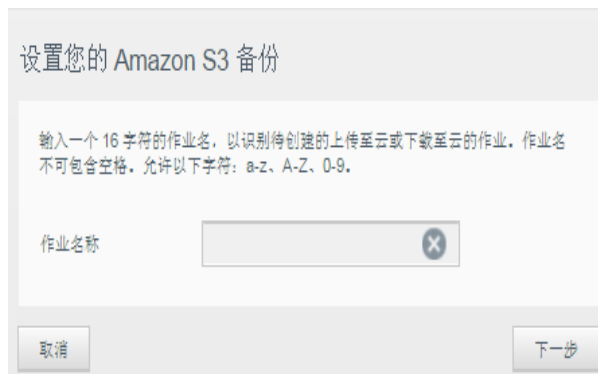 设置您的 Amazon S3 备份
输入一个 16 字符的作业名，以识别待创建的上传至云或下载至云的作业。作业名
不可包含空格。允许以下字符：a-z、A-Z、0-9。
作业名称
取消
下一步